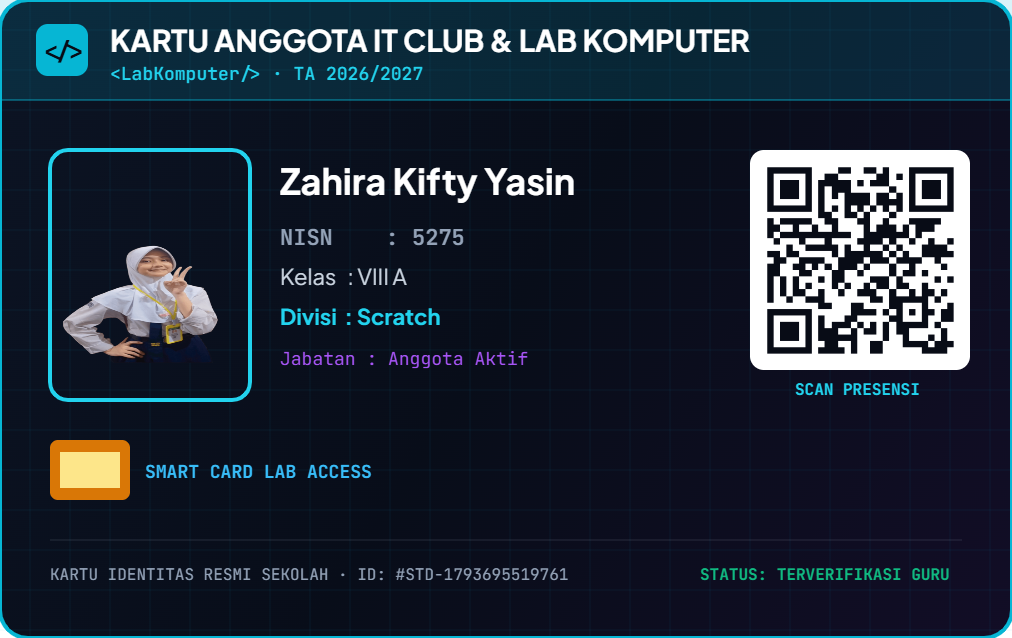 </>
KARTU ANGGOTA IT CLUB & LAB KOMPUTER
<LabKomputer/> · TA 2026/2027
Zahira Kifty Yasin
NISN : 5275
Kelas : VIII A
Divisi : Scratch
Jabatan : Anggota Aktif
SCAN PRESENSI
SMART CARD LAB ACCESS
KARTU IDENTITAS RESMI SEKOLAH · ID: #STD-1793695519761
STATUS: TERVERIFIKASI GURU